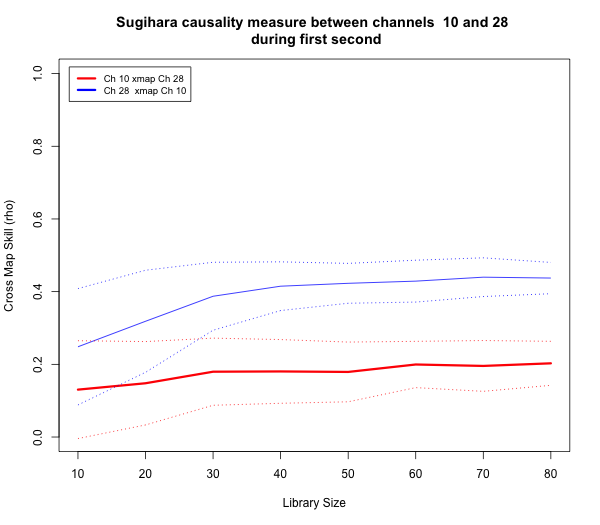 Sugihara causality measure between channels  10 and 28
during first second
Ch 10 xmap Ch 28
Ch 28  xmap Ch 10
1.0
0.8
0.6
0.4
0.2
0.0
Cross Map Skill (rho)
10 20 30 40 50 60 70 80
Library Size